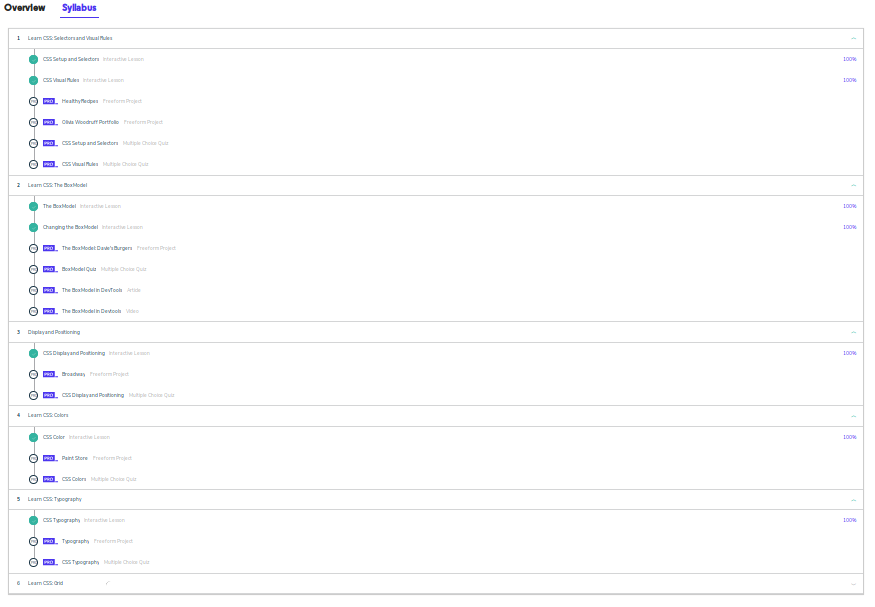 Overview Syllabus
1 Learn CSS: Selectors and Visual Rules
CSS Setup and Selectors Interactive Lesson 100%
CSS Visual Rules Interactive Lesson 100%
PRO Healthy Recipes Freeform Project
PRO Olivia Woodruff Portfolio Freeform Project
PRO CSS Setup and Selectors Multiple Choice Quiz
PRO CSS Visual Rules Multiple Choice Quiz
2 Learn CSS: The Box Model
The Box Model Interactive Lesson 100%
Changing the Box Model Interactive Lesson 100%
PRO The Box Model: Davie's Burgers Freeform Project
PRO Box Model Quiz Multiple Choice Quiz
PRO The Box Model in DevTools Article
PRO The Box Model in Devtools Video
3 Display and Positioning
CSS Display and Positioning Interactive Lesson 100%
PRO Broadway Freeform Project
PRO CSS Display and Positioning Multiple Choice Quiz
4 Learn CSS: Colors
CSS Color Interactive Lesson 100%
PRO Paint Store Freeform Project
PRO CSS Colors Multiple Choice Quiz
5 Learn CSS: Typography
CSS Typography Interactive Lesson 100%
PRO Typography Freeform Project
PRO CSS Typography Multiple Choice Quiz
6 Learn CSS: Grid